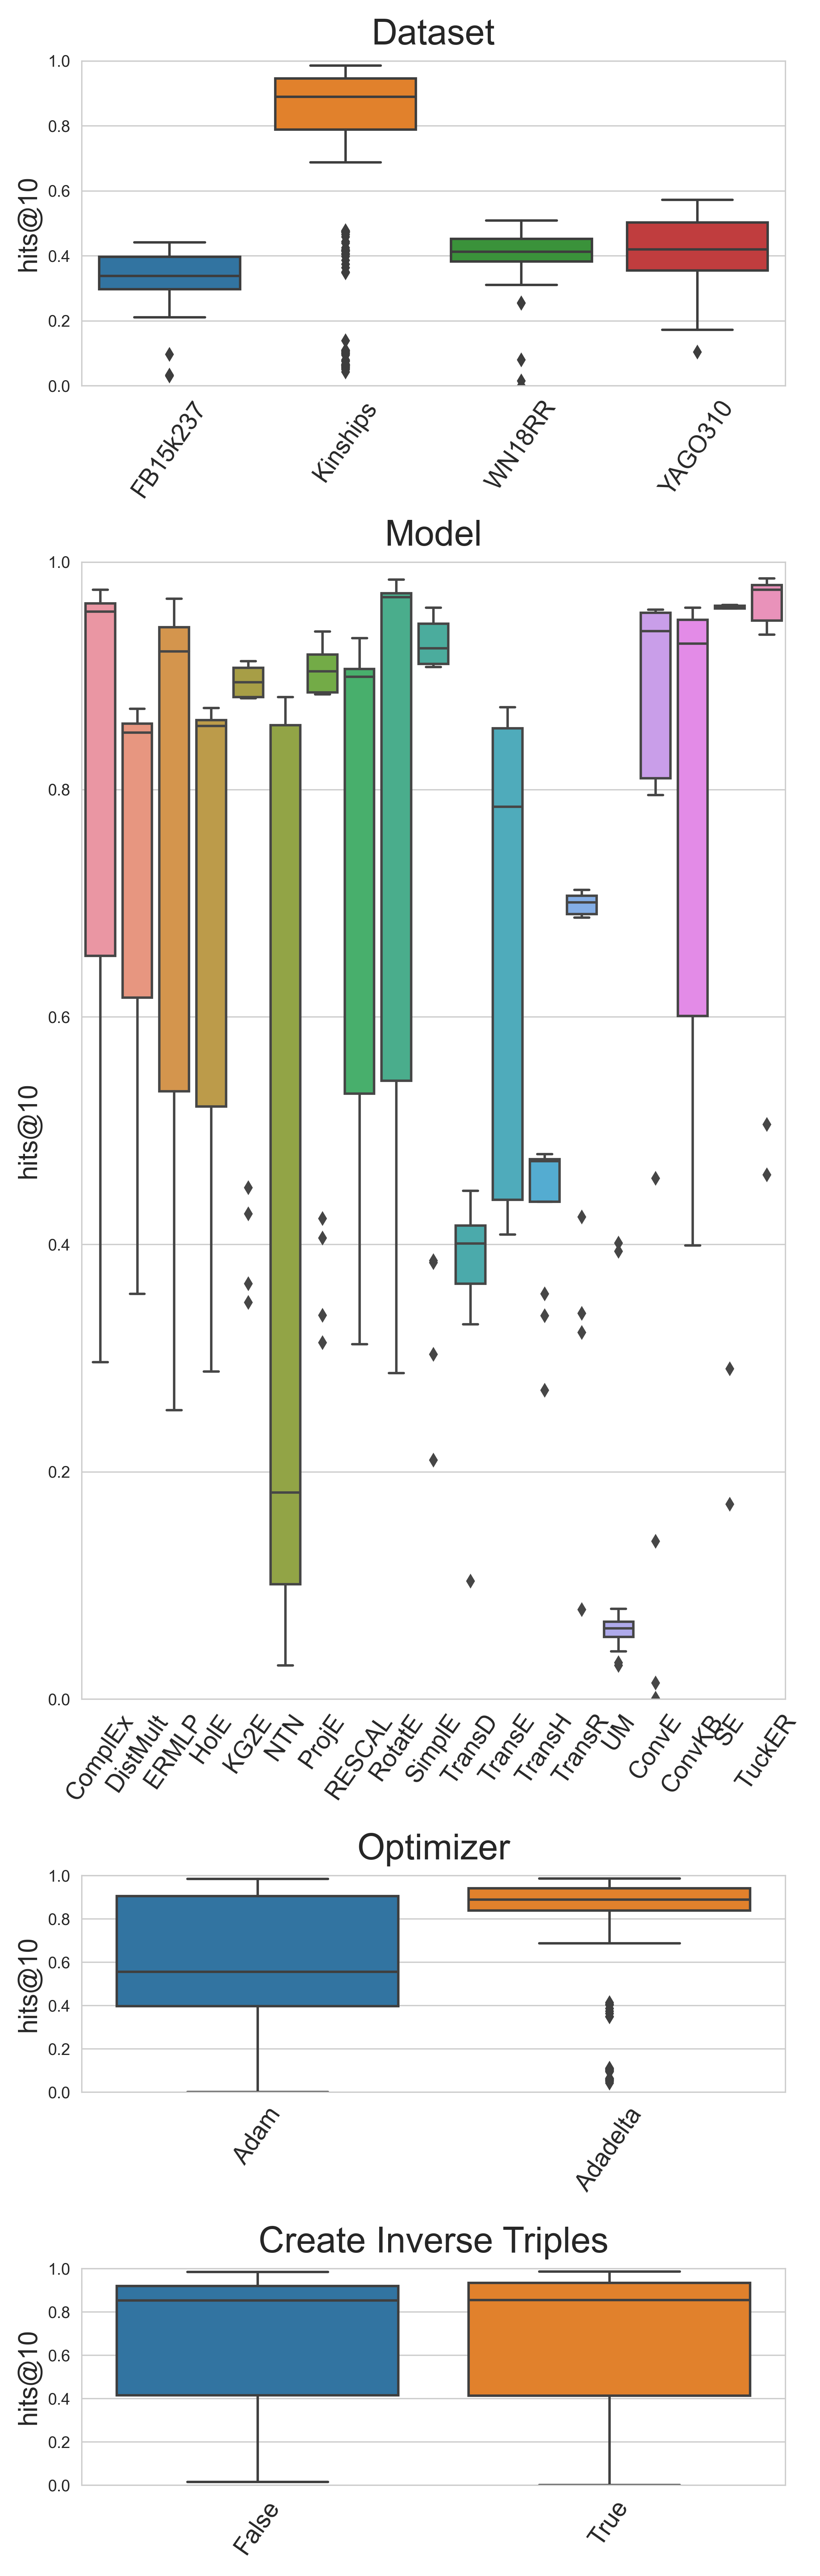 Dataset
hits@10
1.0
0.8
0.6
0.4
0.2
0.0
FB15k237
Kinships
WN18RR
YAGO310
Model
hits@10
1.0
0.8
0.6
0.4
0.2
0.0
ComplEx
DistMult
ERMLP
HolE
KG2E
NTN
ProjE
RESCAL
RotatE
SimplE
TransD
TransE
TransH
TransR
UM
ConvE
ConvKB
SE
TuckER
Optimizer
hits@10
1.0
0.8
0.6
0.4
0.2
0.0
Adam
Adadelta
Create Inverse Triples
hits@10
1.0
0.8
0.6
0.4
0.2
0.0
False
True